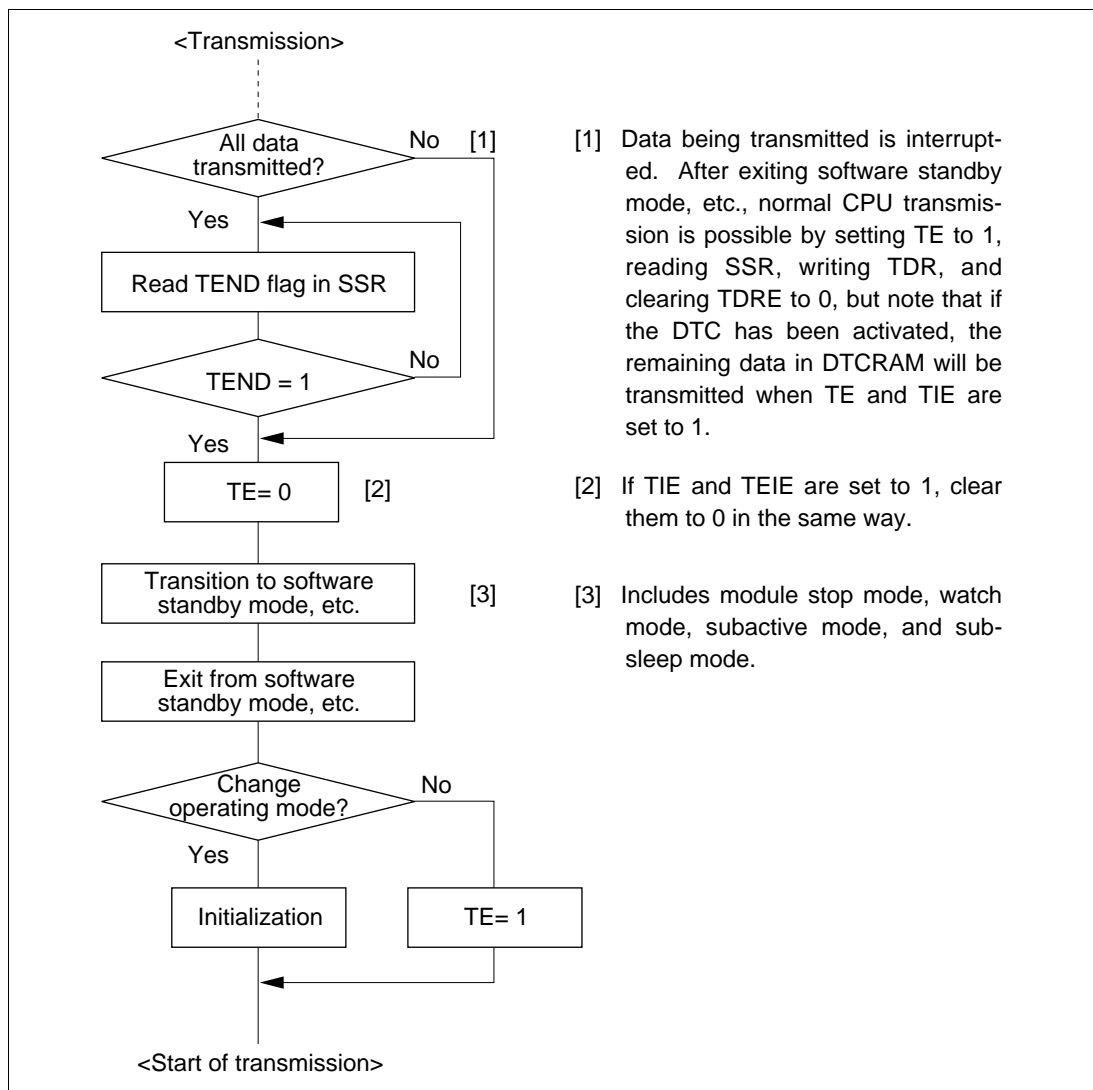 <Transmission>
All data
transmitted?
No
[1]
Yes
Read TEND flag in SSR
No
TEND = 1
Yes
TE= 0
[2]
Transition to software
standby mode, etc.
[3]
Exit from software
standby mode, etc.
Change
operating mode?
No
Yes
Initialization
TE= 1
<Start of transmission>
[1] Data being transmitted is interrupt-
ed. After exiting software standby
mode, etc., normal CPU transmis-
sion is possible by setting TE to 1,
reading SSR, writing TDR, and
clearing TDRE to 0, but note that if
the DTC has been activated, the
remaining data in DTCRAM will be
transmitted when TE and TIE are
set to 1.
[2] If TIE and TEIE are set to 1, clear
them to 0 in the same way.
[3] Includes module stop mode, watch
mode, subactive mode, and sub-
sleep mode.